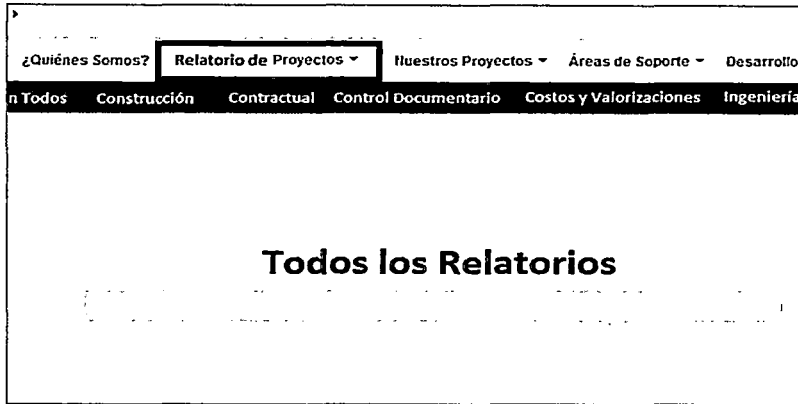 ¿Quiénes Somos? Relatorio de Proyectos Nuestros Proyectos Áreas de Soporte Desarrollo
n Todos Construcción Contractual Control Documentario Costos y Valorizaciones Ingeniería
Todos los Relatorios